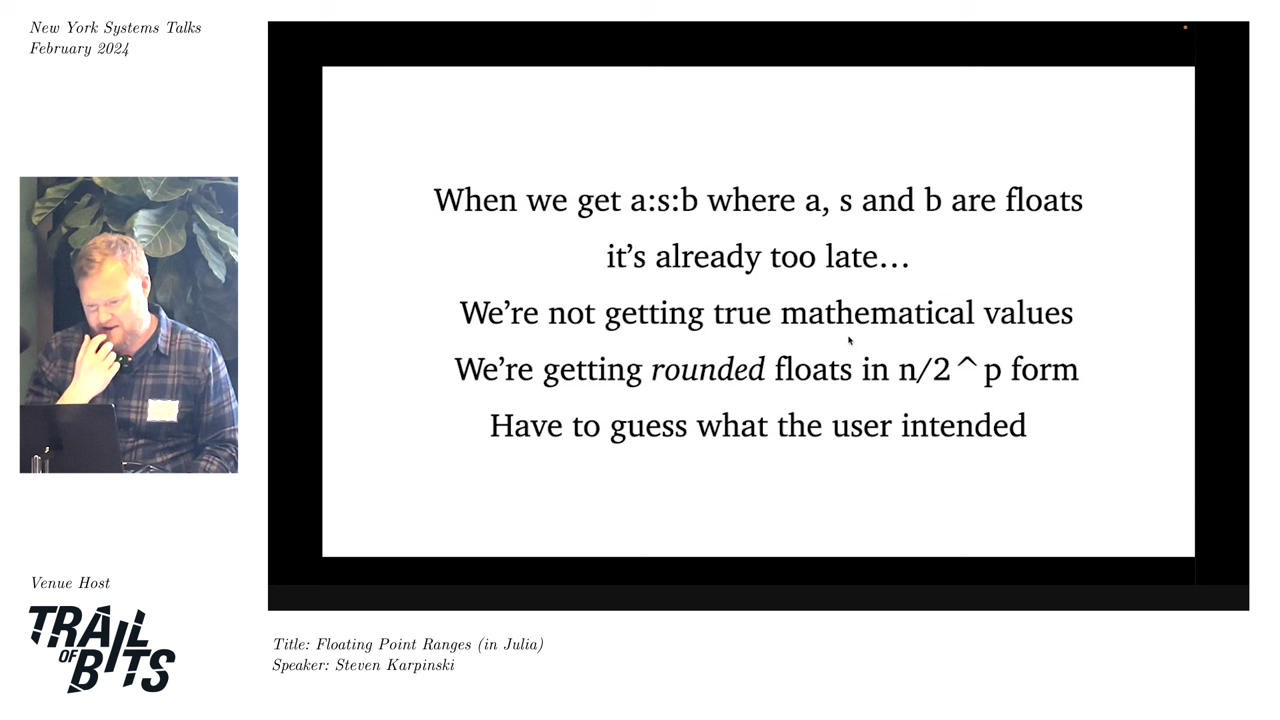 New York Systems Talks
February 2024
When we get a:s:b where a, s and b are floats
it's already too late…
We're not getting true mathematical values
We're getting rounded floats in n/2^p form
Have to guess what the user intended
Venue Host
TRAIL
OF
BITS
Title: Floating Point Ranges (in Julia)
Speaker: Steven Karpinski